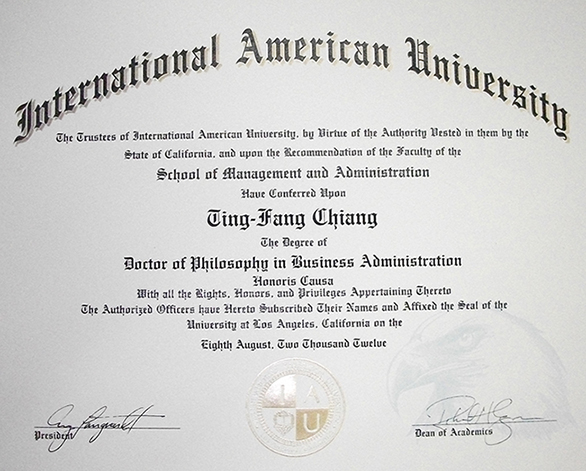 International American University
The Trustees of International American University, by Virtue of the Authority Vested in them by the
State of California, and upon the Recommendation of the Faculty of the
School of Management and Administration
Have Conferred Upon
Ting-Fang Chiang
The Degree of
Doctor of Philosophy in Business Administration
Honoris Causa
With all the Rights, Honors, and Privileges Appertaining Thereto
The Authorized Officers have Hereto Subscribed Their Names and Affixed the Seal of the
University at Los Angeles, California on the
Eighth August, Two Thousand Twelve
I A
U
President
Dean of Academics